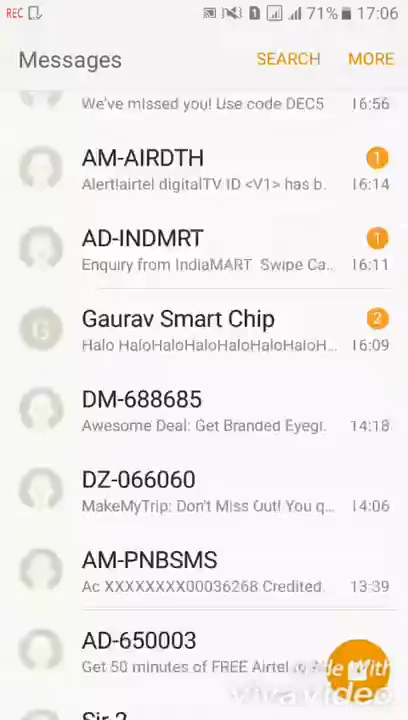 REC 71% 17:06
Messages SEARCH MORE
We've missed you! Use code DEC5 16:56
AM-AIRDTH 1
Alert!airtel digitalTV ID <V1> has b. 16:14
AD-INDMRT 1
Enquiry from IndiaMART Swipe Ca... 16:11
G Gaurav Smart Chip 2
Halo HaloHaloHaloHaloHaloHaloH... 16:09
DM-688685
Awesome Deal: Get Branded Eyegl. 14:18
DZ-066060
MakeMyTrip: Don't Miss Out! You q... 14:06
AM-PNBSMS
Ac XXXXXXXX00036268 Credited. 13:39
AD-650003
Get 50 minutes of FREE Airtel
Made With
viva video
Sir 2